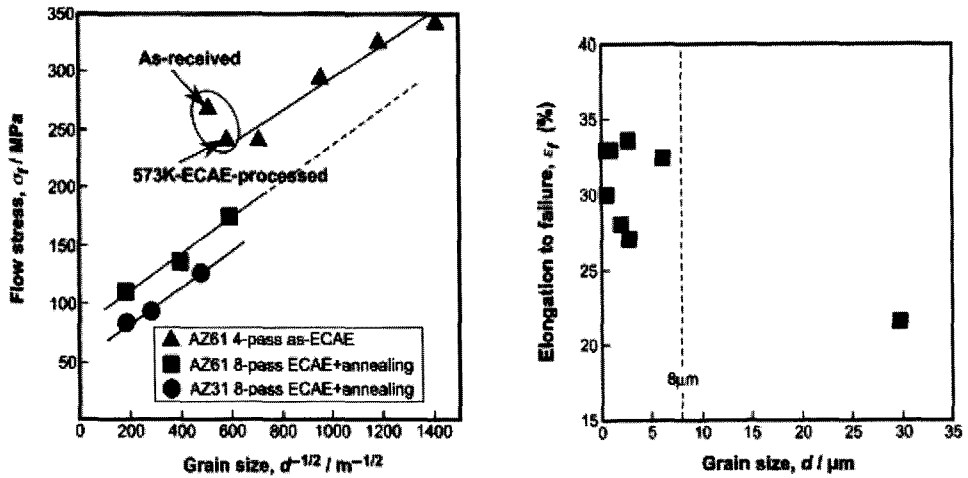 350
300
250
200
150
100
50
Flow stress, σf / MPa
As-received
573K-ECAE-processed
AZ61 4-pass as-ECAE
AZ61 8-pass ECAE+annealing
AZ31 8-pass ECAE+annealing
0 200 400 600 800 1000 1200 1400
Grain size, d–1/2 / m–1/2
40
35
30
25
20
15
Elongation to failure, εf (%)
8μm
0 5 10 15 20 25 30 35
Grain size, d / μm